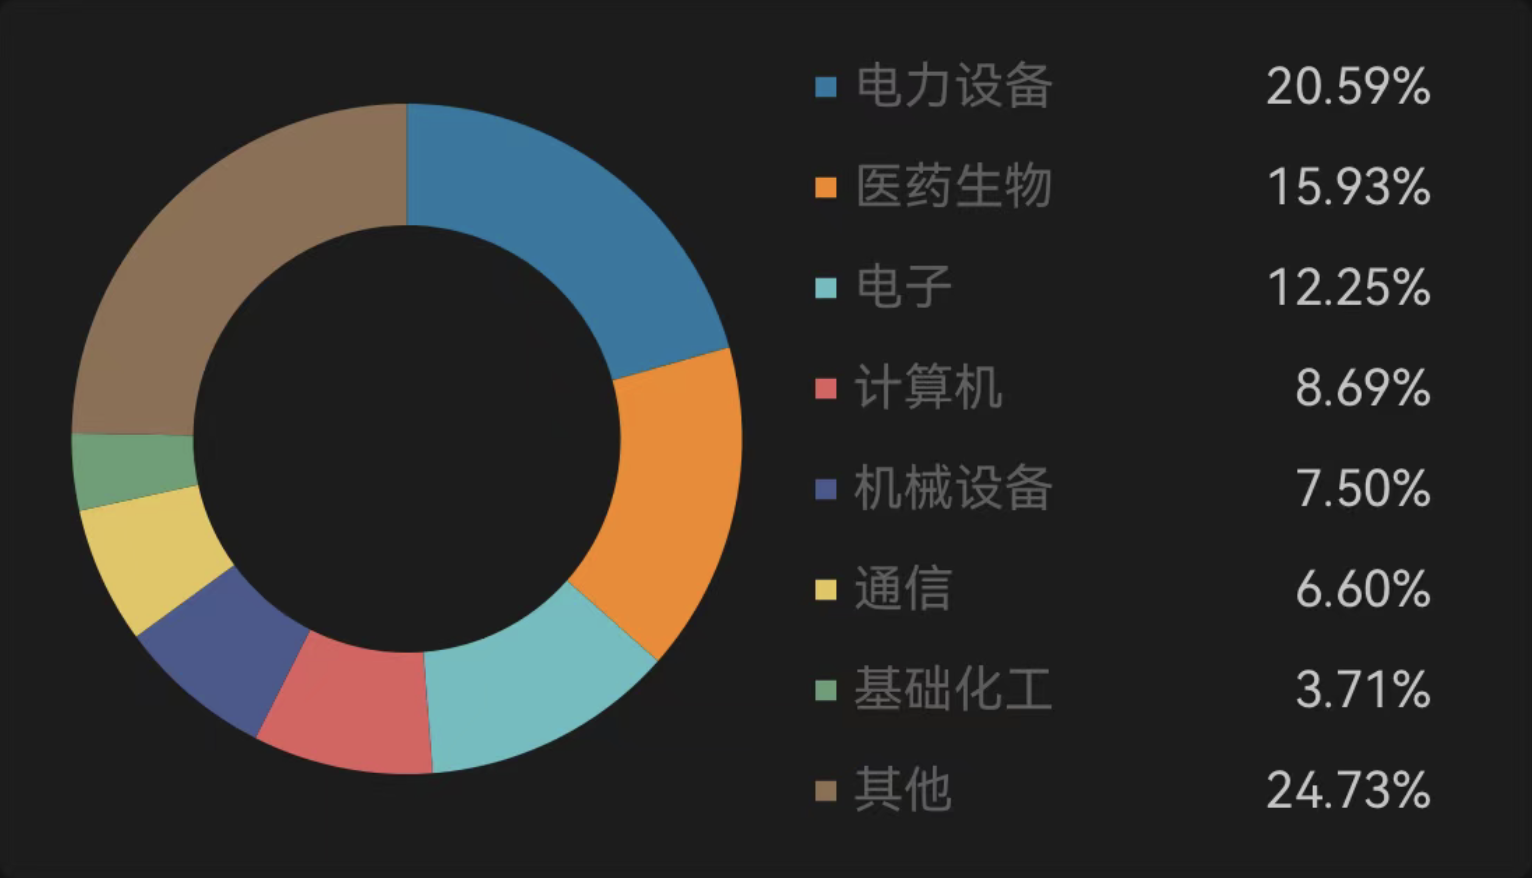 电力设备 20.59%
医药生物 15.93%
电子 12.25%
计算机 8.69%
机械设备 7.50%
通信 6.60%
基础化工 3.71%
其他 24.73%